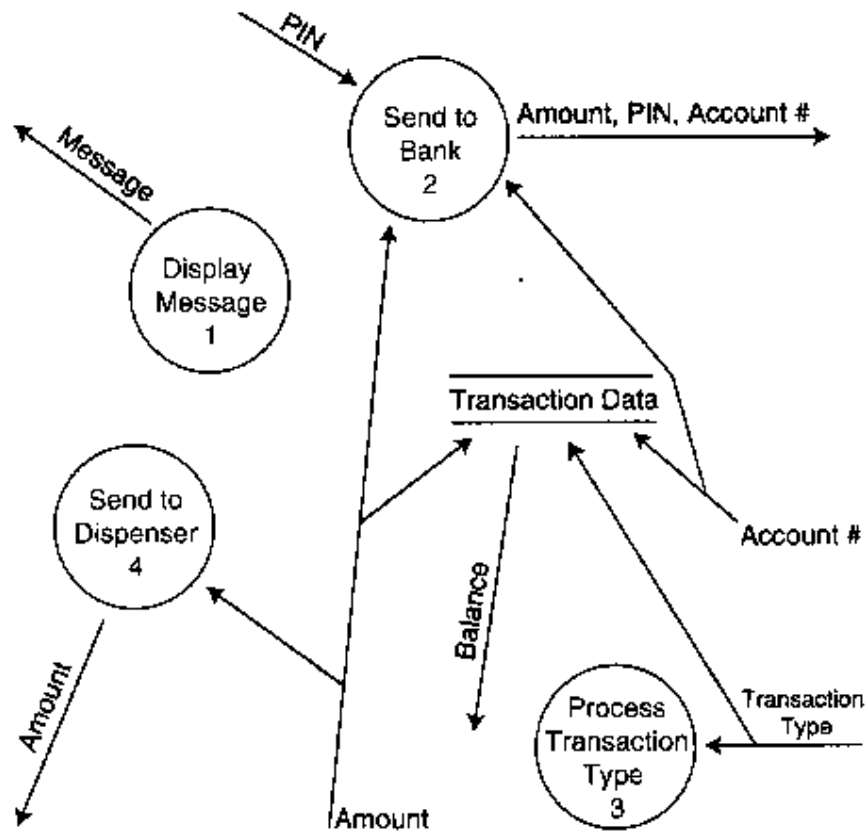 PIN
Send to
Bank
2
Amount, PIN, Account #
Message
Display
Message
1
Transaction Data
Send to
Dispenser
4
Account #
Balance
Amount
Process
Transaction
Type
3
Transaction
Type
Amount